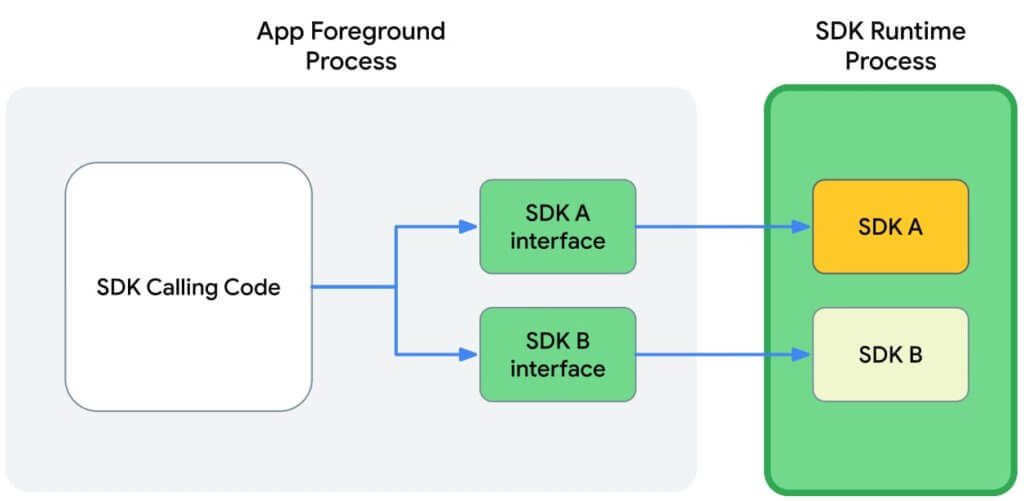 App Foreground
Process
SDK Runtime
Process
SDK Calling Code
SDK A
interface
SDK B
interface
SDK A
SDK B